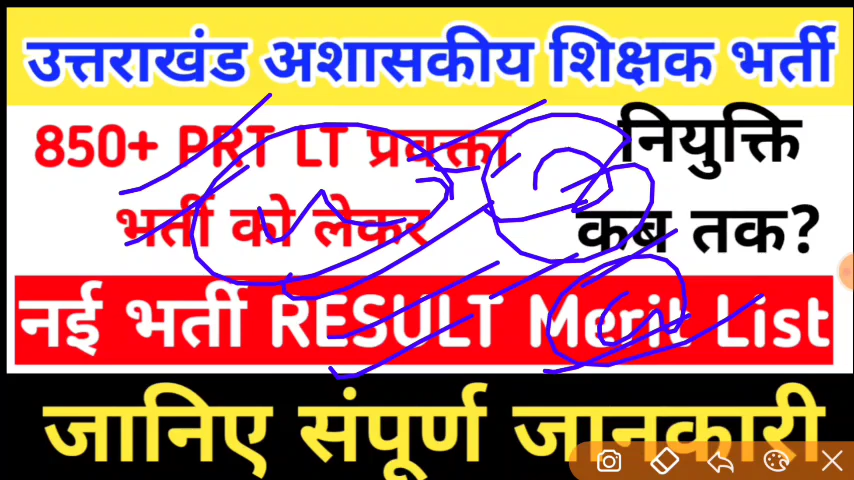 उत्तराखंड अशासकीय शिक्षक भर्ती
850+ PRT LT प्रवक्ता
भर्ती को लेकर
नियुक्ति
कब तक?
नई भर्ती RESULT Merit List
जानिए संपूर्ण जानकारी